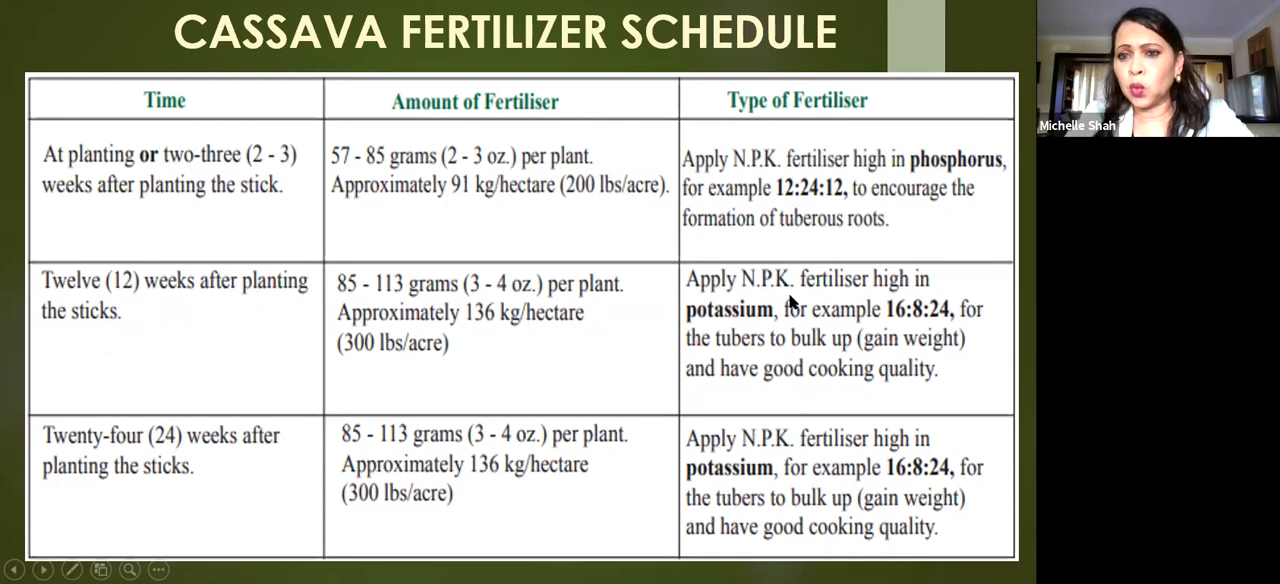 CASSAVA FERTILIZER SCHEDULE
Time
Amount of Fertiliser
Type of Fertiliser
At planting or two-three (2 - 3)
weeks after planting the stick.
57 - 85 grams (2 - 3 oz.) per plant.
Approximately 91 kg/hectare (200 lbs/acre).
Apply N.P.K. fertiliser high in phosphorus,
for example 12:24:12, to encourage the
formation of tuberous roots.
Twelve (12) weeks after planting
the sticks.
85 - 113 grams (3 - 4 oz.) per plant.
Approximately 136 kg/hectare
(300 lbs/acre)
Apply N.P.K. fertiliser high in
potassium, for example 16:8:24, for
the tubers to bulk up (gain weight)
and have good cooking quality.
Twenty-four (24) weeks after
planting the sticks.
85 - 113 grams (3 - 4 oz.) per plant.
Approximately 136 kg/hectare
(300 lbs/acre)
Apply N.P.K. fertiliser high in
potassium, for example 16:8:24, for
the tubers to bulk up (gain weight)
and have good cooking quality.
Michelle Shah